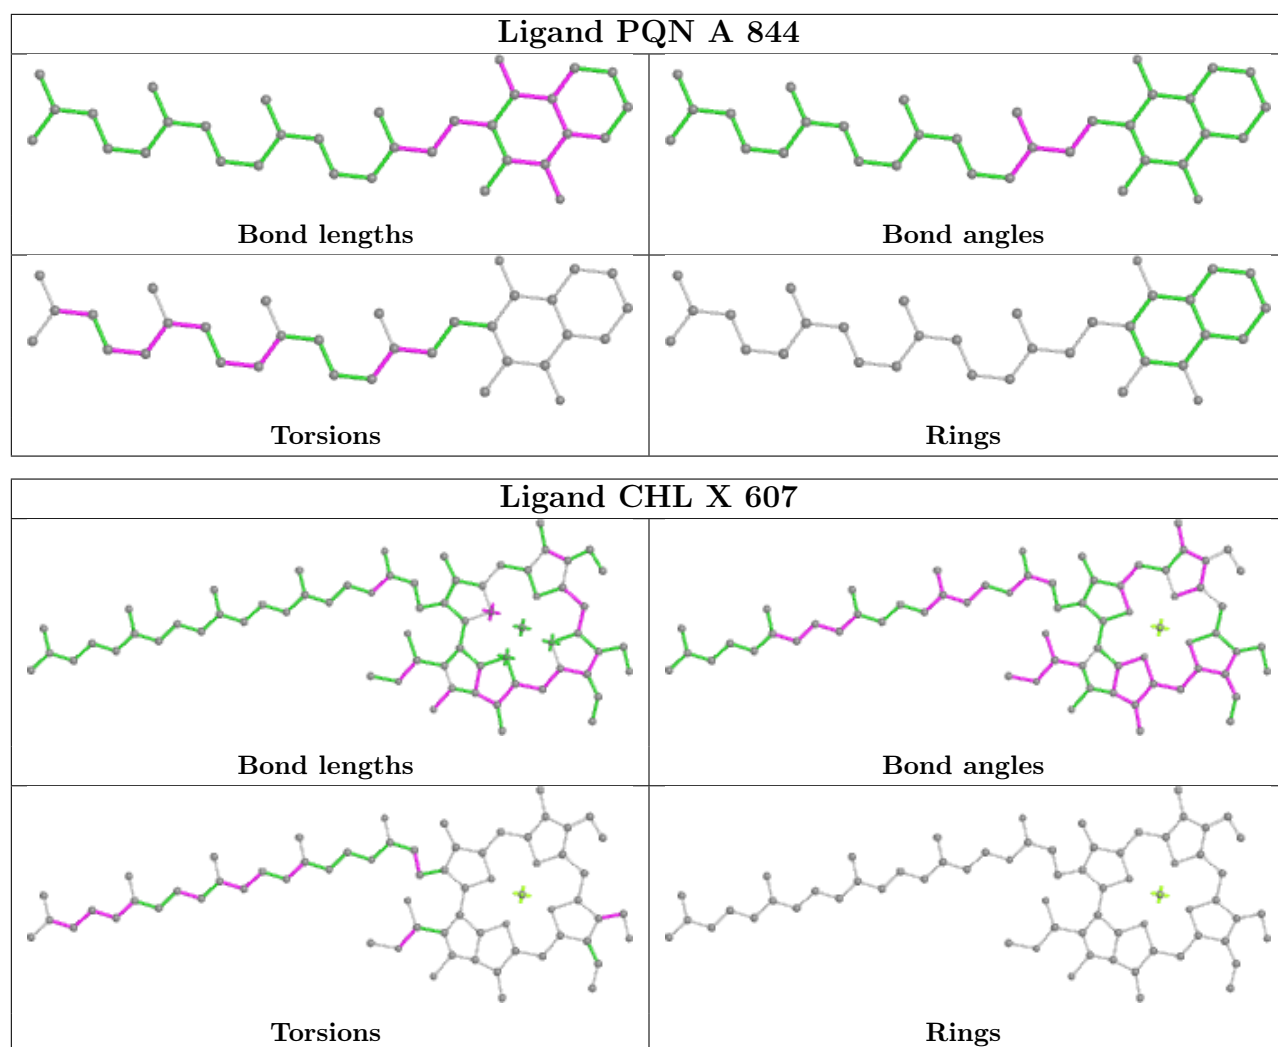 Ligand PQN A 844
Bond lengths
Bond angles
Torsions
Rings
Ligand CHL X 607
Bond lengths
Bond angles
Torsions
Rings